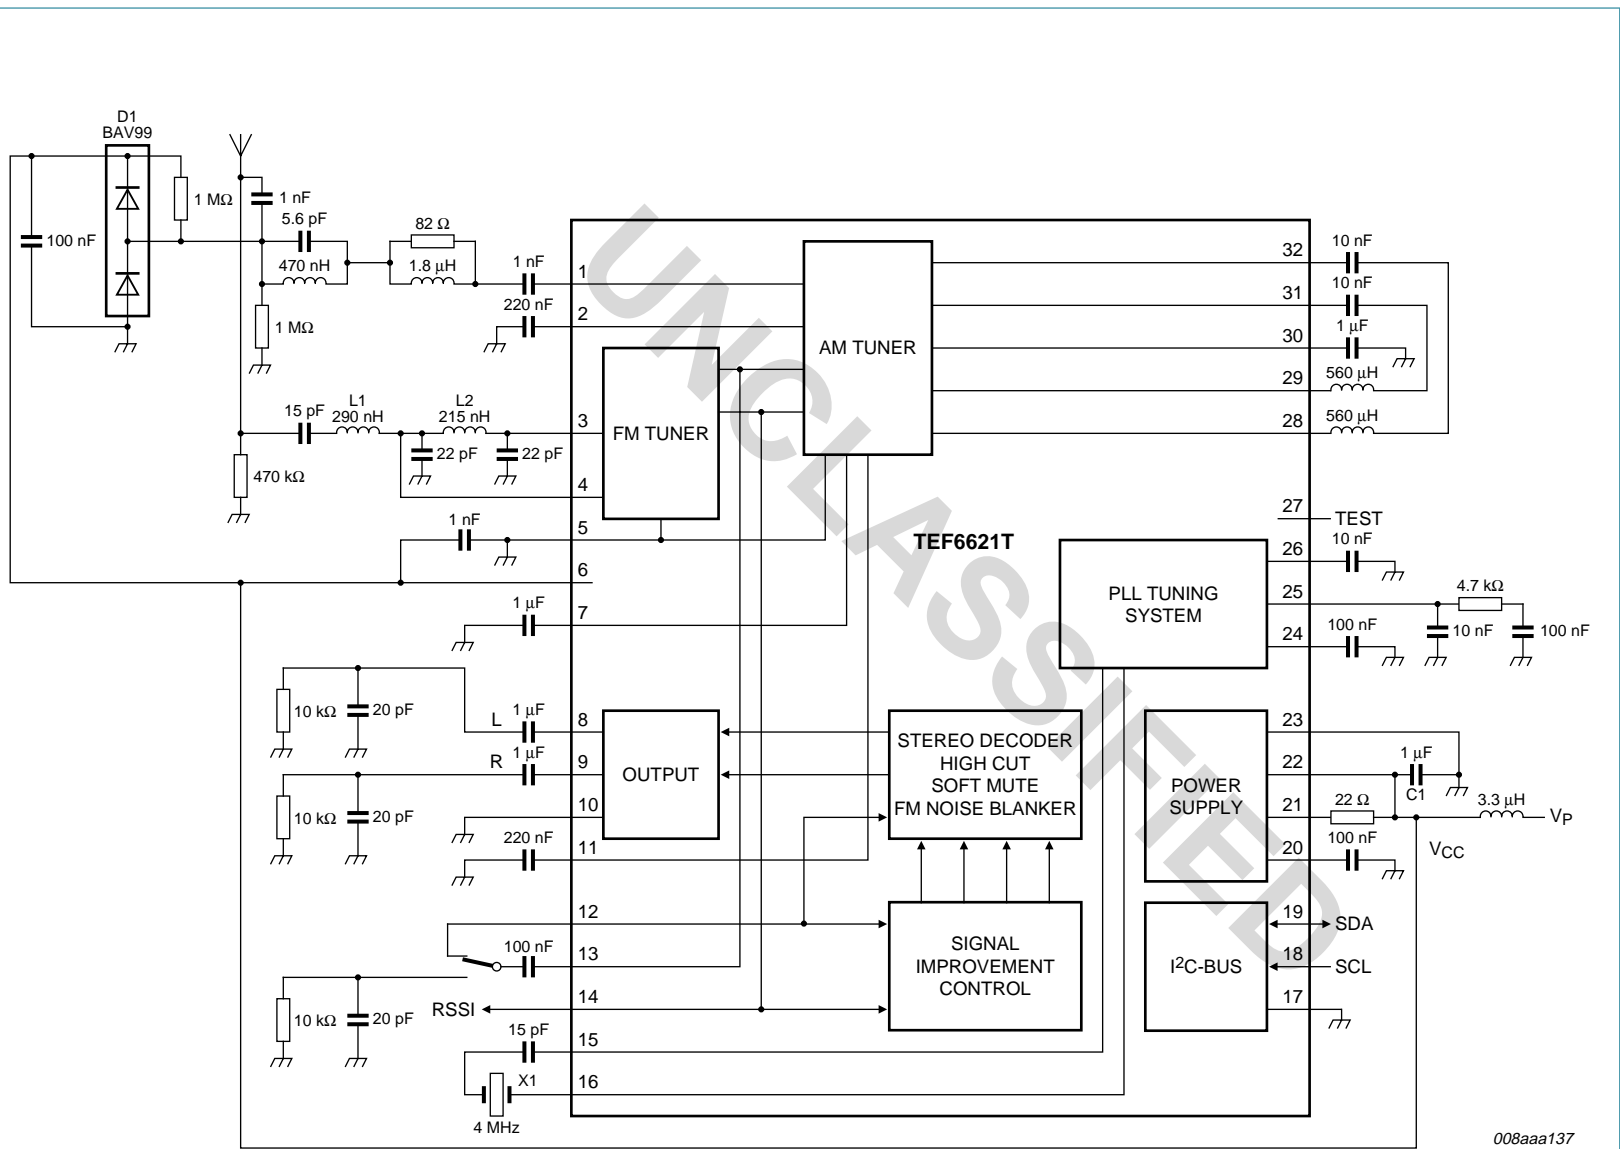 D1
BAV99
100 nF
1 MΩ
1 nF
5.6 pF
470 nH
1 MΩ
82 Ω
1.8 μH
1 nF
1
220 nF
2
AM TUNER
32
10 nF
31
10 nF
30
1 μF
29
560 μH
28
560 μH
15 pF
L1
290 nH
L2
215 nH
3
FM TUNER
22 pF
22 pF
470 kΩ
4
1 nF
5
6
1 μF
7
TEF6621T
UNCLASSIFIED
27
TEST
26
10 nF
PLL TUNING
SYSTEM
25
4.7 kΩ
10 nF
100 nF
24
100 nF
10 kΩ
20 pF
L
1 μF
8
R
1 μF
9
OUTPUT
10 kΩ
20 pF
10
220 nF
11
STEREO DECODER
HIGH CUT
SOFT MUTE
FM NOISE BLANKER
POWER
SUPPLY
23
22
1 μF
C1
21
22 Ω
3.3 μH
VP
VCC
20
100 nF
12
100 nF
13
SIGNAL
IMPROVEMENT
CONTROL
I2C-BUS
19
SDA
18
SCL
17
10 kΩ
20 pF
RSSI
14
15 pF
15
X1
16
4 MHz
008aaa137